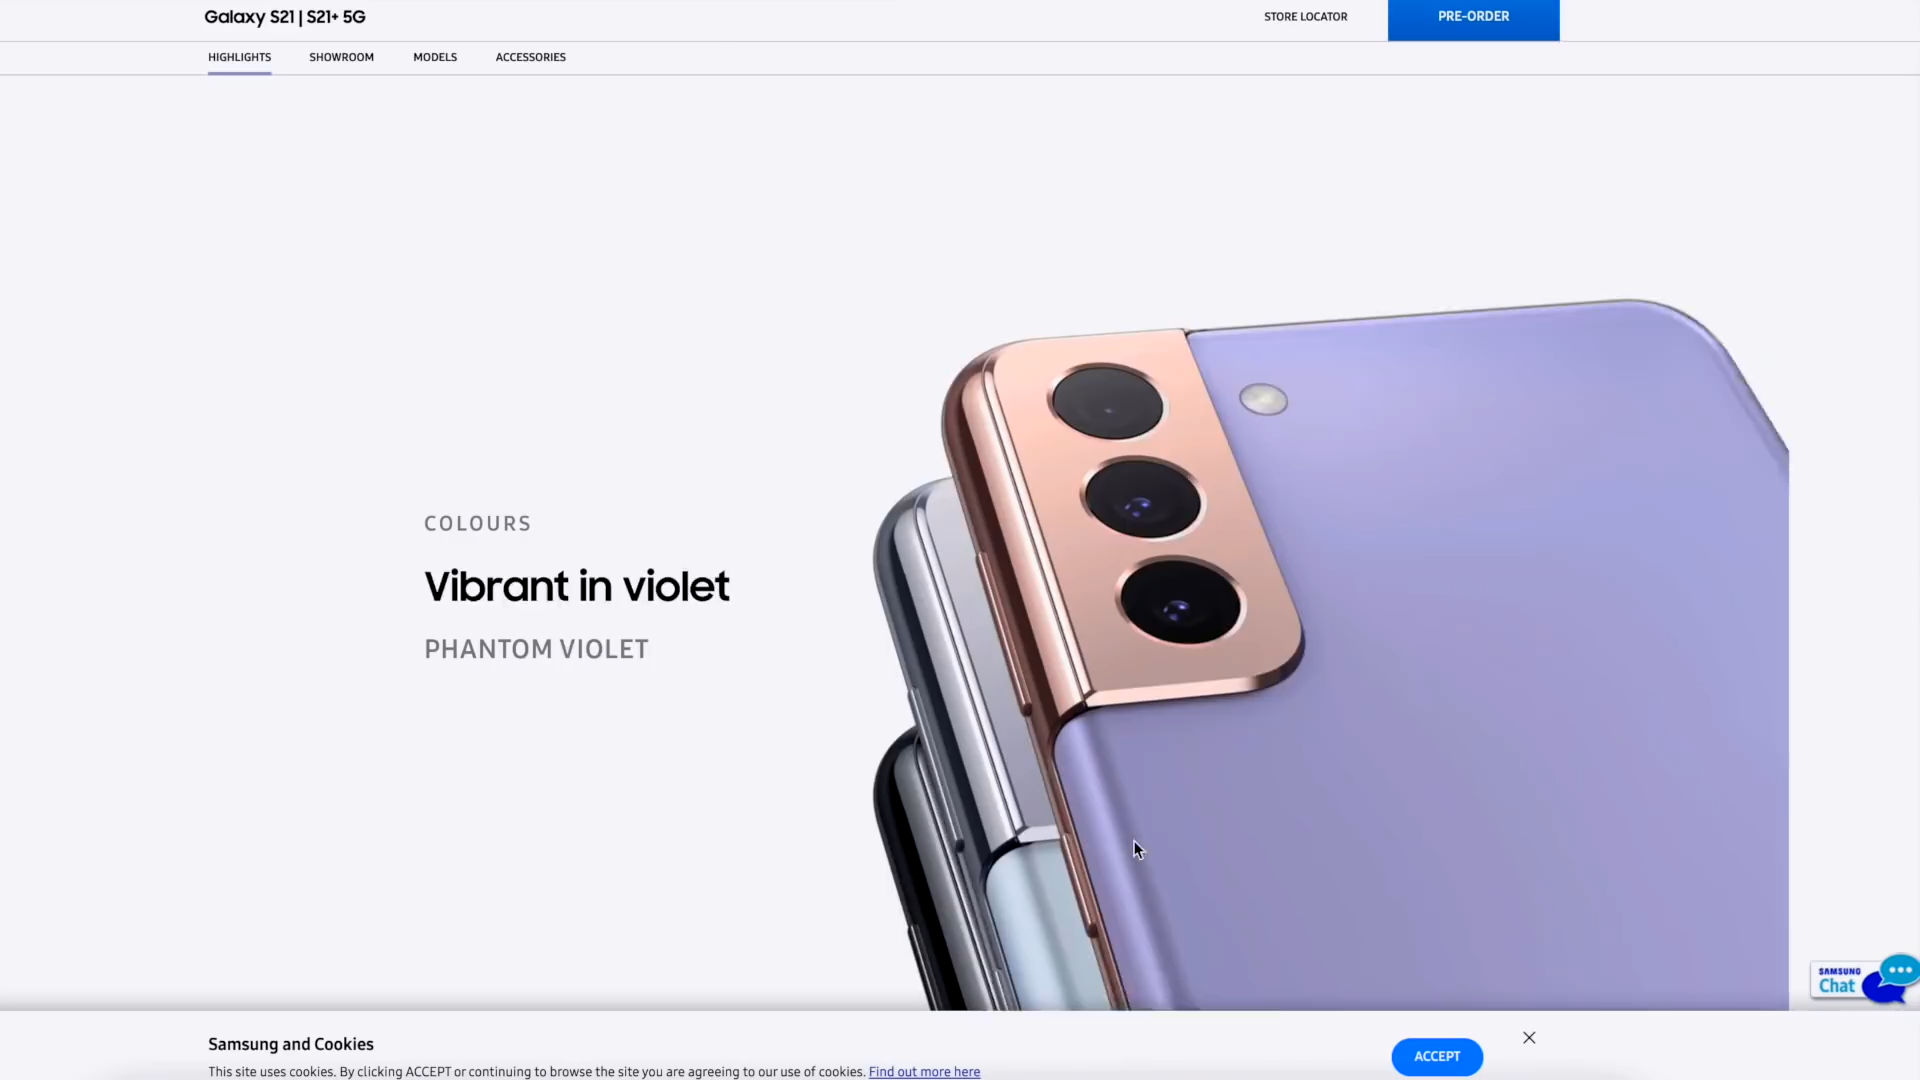 Galaxy S21 | S21+ 5G
STORE LOCATOR
PRE-ORDER
HIGHLIGHTS
SHOWROOM
MODELS
ACCESSORIES
COLOURS
Vibrant in violet
PHANTOM VIOLET
SAMSUNG
Chat
Samsung and Cookies
This site uses cookies. By clicking ACCEPT or continuing to browse the site you are agreeing to our use of cookies. Find out more here
ACCEPT